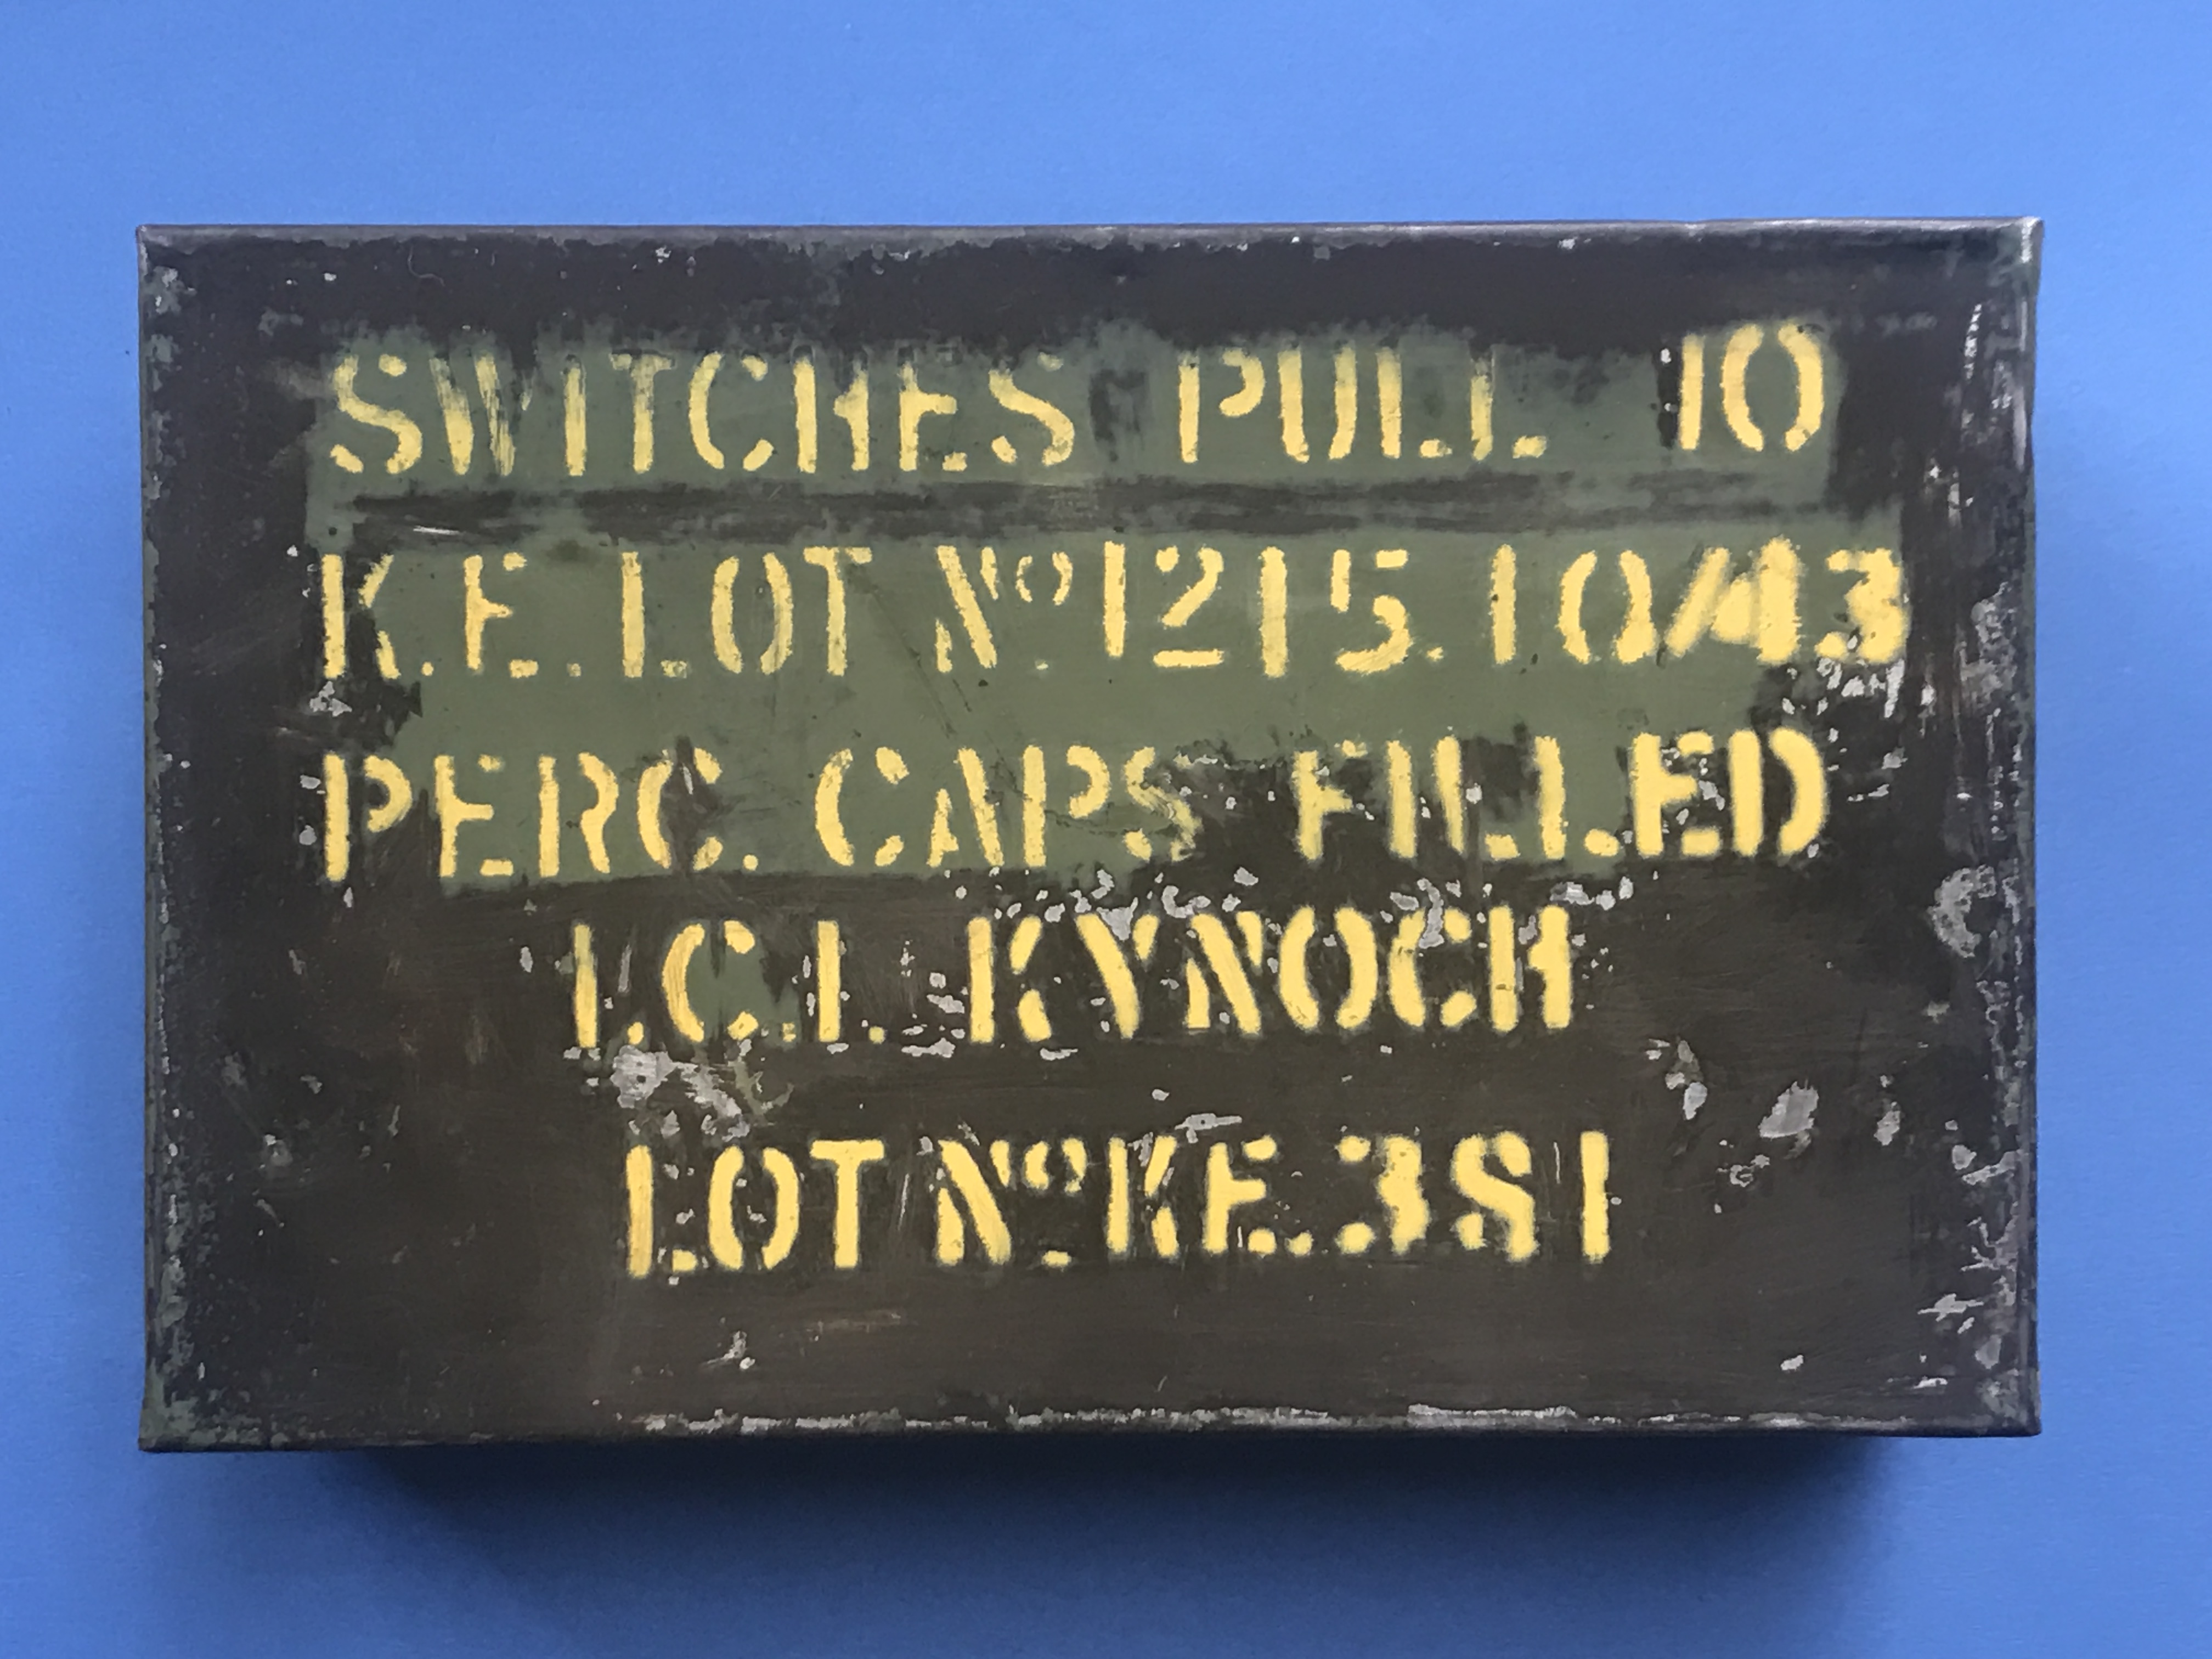 SWITCHES PULL 10
K.E. LOT Nº 1215. 10/43
PERC. CAPS FILLED
I.C.I. KYNOCH
LOT Nº KE.381